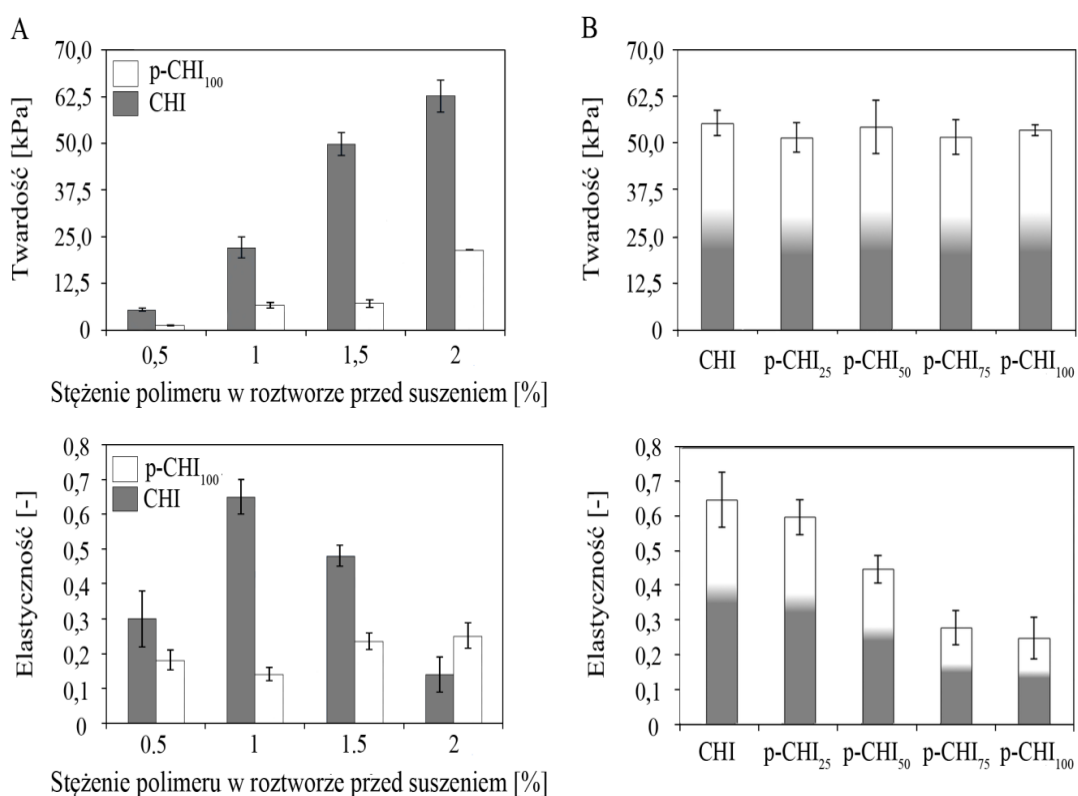 A
Twardość [kPa]
70,0
62,5
50,0
37,5
25,0
12,5
0
p-CHI100
CHI
0,5 1 1,5 2
Stężenie polimeru w roztworze przed suszeniem [%]
B
Twardość [kPa]
70,0
62,5
50,0
37,5
25,0
12,5
0
CHI p-CHI25 p-CHI50 p-CHI75 p-CHI100
Elastyczność [-]
0,8
0,7
0,6
0,5
0,4
0,3
0,2
0,1
0
p-CHI100
CHI
0.5 1 1.5 2
Stężenie polimeru w roztworze przed suszeniem [%]
Elastyczność [-]
0,8
0,7
0,6
0,5
0,4
0,3
0,2
0,1
0
CHI p-CHI25 p-CHI50 p-CHI75 p-CHI100